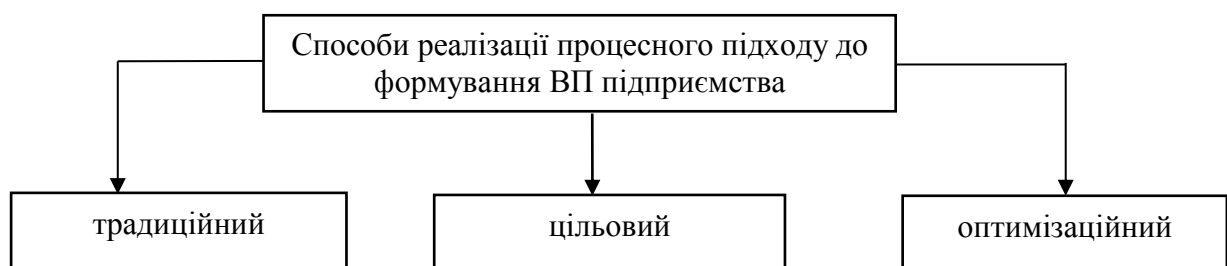 Способи реалізації процесного підходу до
формування ВП підприємства
традиційний
цільовий
оптимізаційний